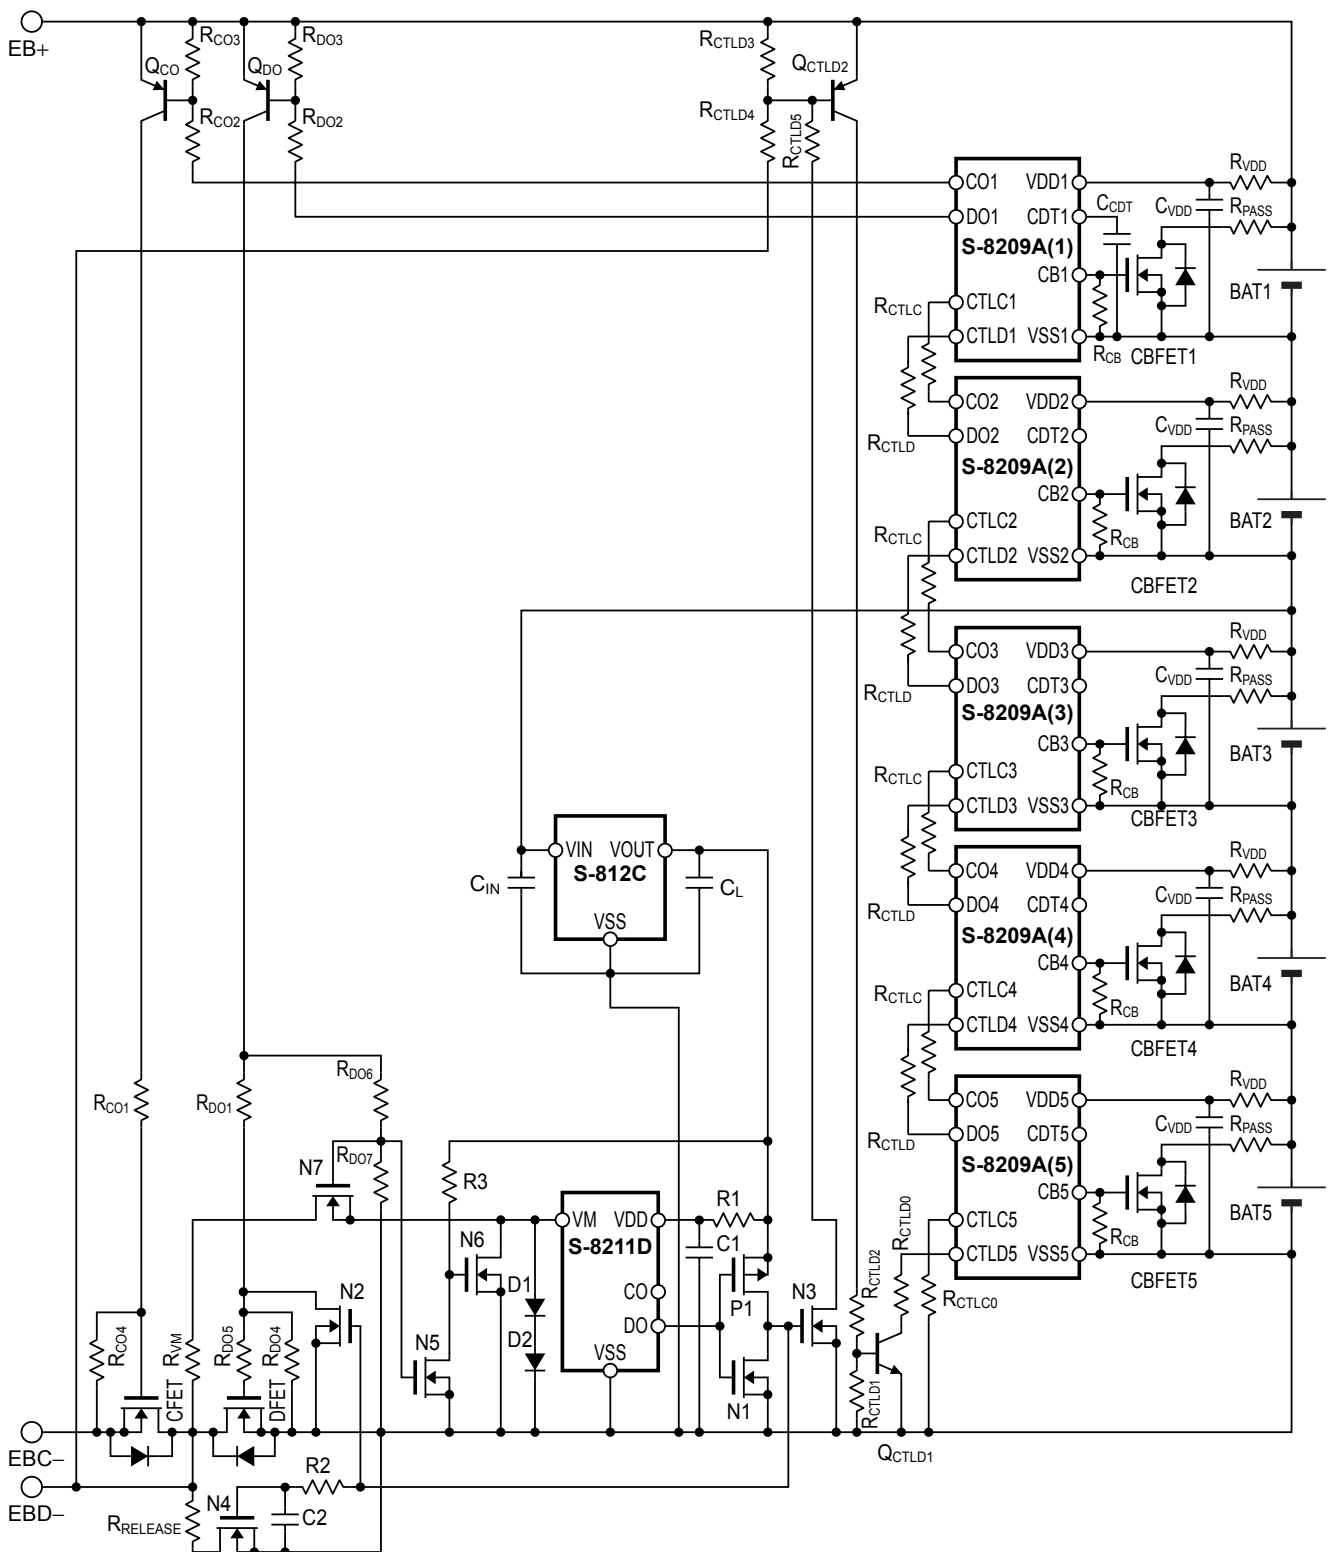 EB+
RCO3
RDO3
RCTLD3
QCO
QDO
QCTLD2
RCO2
RDO2
RCTLD4
RCTLD5
CO1
VDD1
RVDD
DO1
CDT1
CCDT
CVDD
RPASS
S-8209A(1)
CB1
BAT1
RCTLC
CTLC1
CTLD1
VSS1
RCB
CBFET1
RCTLD
CO2
VDD2
RVDD
DO2
CDT2
CVDD
RPASS
S-8209A(2)
CB2
BAT2
RCTLC
CTLC2
RCB
CTLD2
VSS2
CBFET2
RCTLD
CO3
VDD3
RVDD
DO3
CDT3
CVDD
RPASS
S-8209A(3)
CB3
BAT3
RCTLC
CTLC3
RCB
CTLD3
VSS3
CBFET3
VIN
VOUT
S-812C
CIN
CL
VSS
RCTLD
CO4
VDD4
RVDD
DO4
CDT4
CVDD
RPASS
S-8209A(4)
CB4
BAT4
RCTLC
CTLC4
RCB
CTLD4
VSS4
CBFET4
RCO1
RDO1
RDO6
RCTLD
CO5
VDD5
RVDD
DO5
CDT5
CVDD
RPASS
S-8209A(5)
CB5
BAT5
CTLC5
RCB
CTLD5
VSS5
CBFET5
RCTLD0
RCTLC0
N7
RDO7
R3
VM
VDD
R1
S-8211D
N6
D1
C1
CO
P1
N3
RCTLD2
N2
D2
DO
N5
VSS
N1
RCTLD1
RCO4
CFET
RVM
RDO5
RDO4
DFET
EBC−
QCTLD1
EBD−
R2
N4
C2
RRELEASE